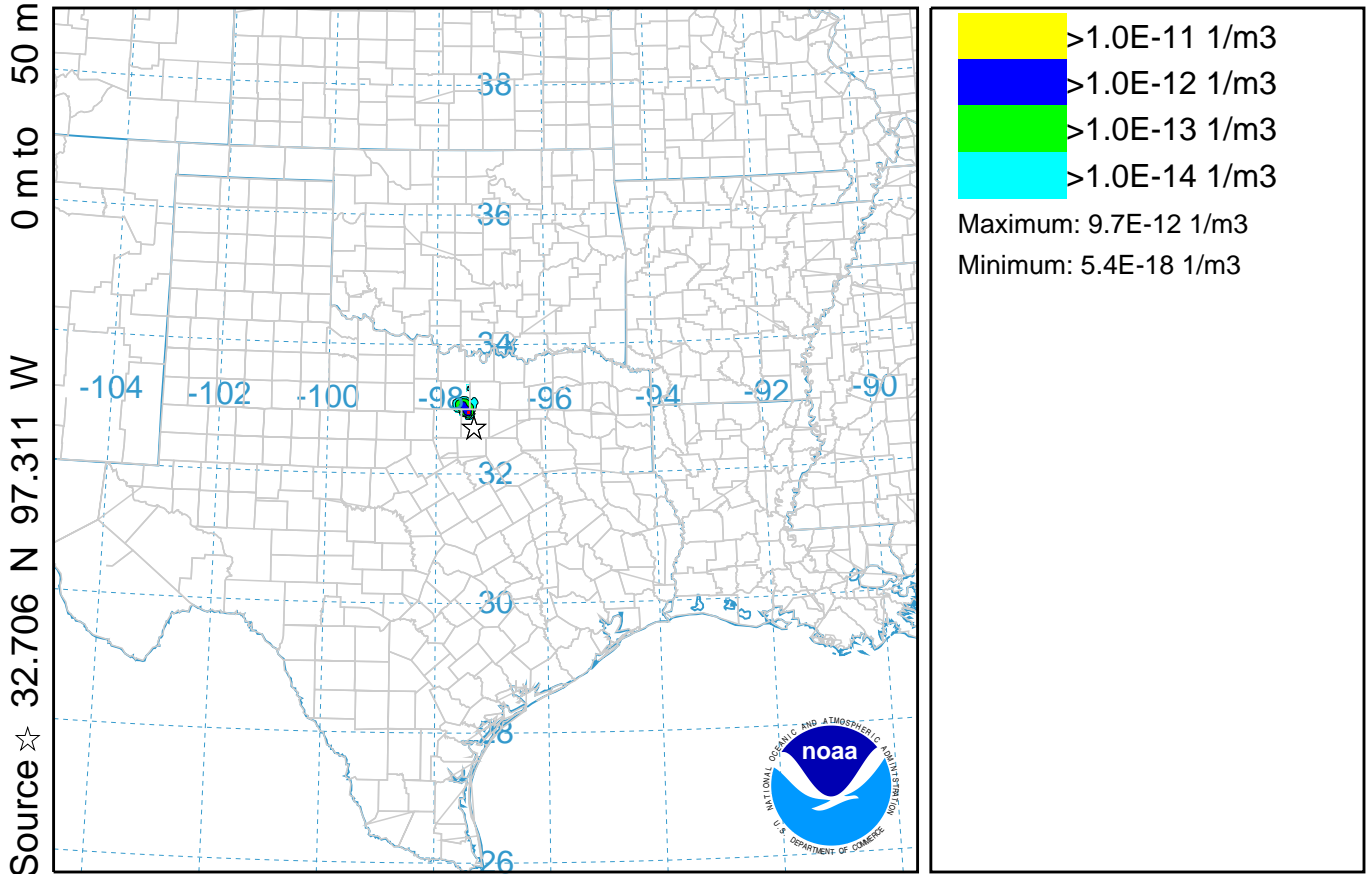 Source ☆ 32.706 N 97.311 W 0 m to 50 m
38
36
34
-104 -102 -100 -98 -96 -94 -92 -90
32
30
28
26
NATIONAL OCEANIC AND ATMOSPHERIC ADMINISTRATION
noaa
U.S. DEPARTMENT OF COMMERCE
>1.0E-11 1/m3
>1.0E-12 1/m3
>1.0E-13 1/m3
>1.0E-14 1/m3
Maximum: 9.7E-12 1/m3
Minimum: 5.4E-18 1/m3